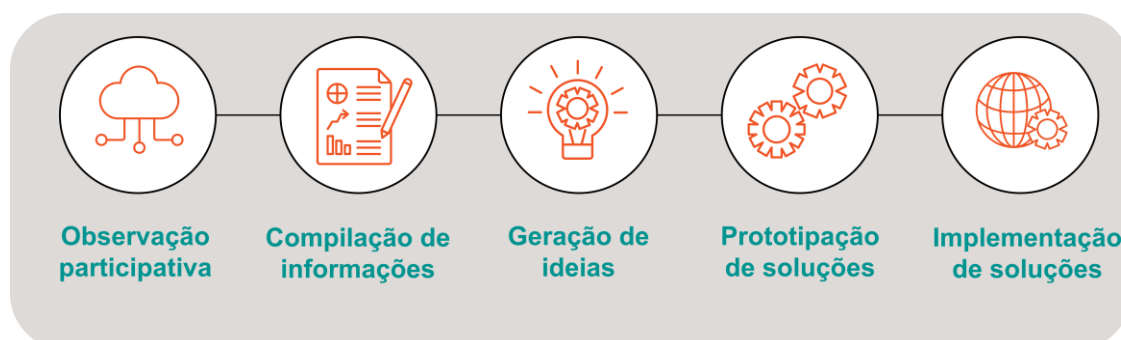 Observação
participativa
Compilação de
informações
Geração de
ideias
Prototipação
de soluções
Implementação
de soluções